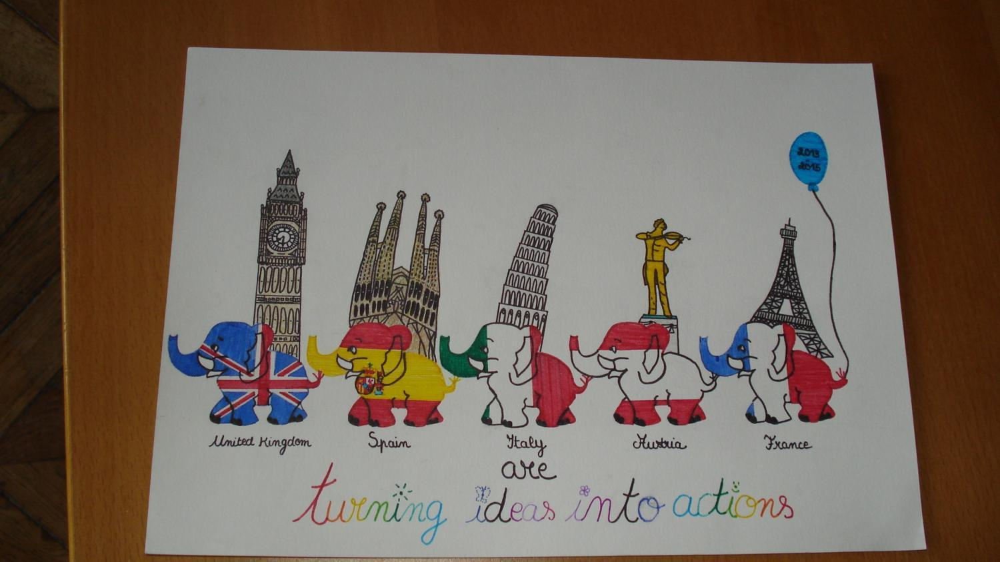 2013
2015
United Kingdom
Spain
Italy
Austria
France
are
turning ideas into actions